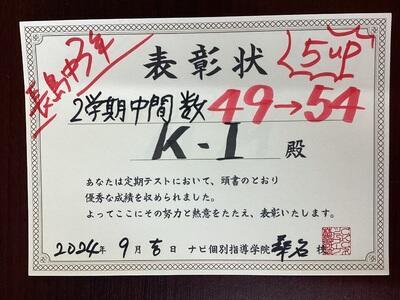 長島中3年
表彰状
5up
2学期中間 数 49→54
K-I 殿
あなたは定期テストにおいて、頭書のとおり
優秀な成績を収められました。
よってここにその努力と熱意をたたえ、表彰いたします。
2024年 9月吉日 ナビ個別指導学院 桑名校